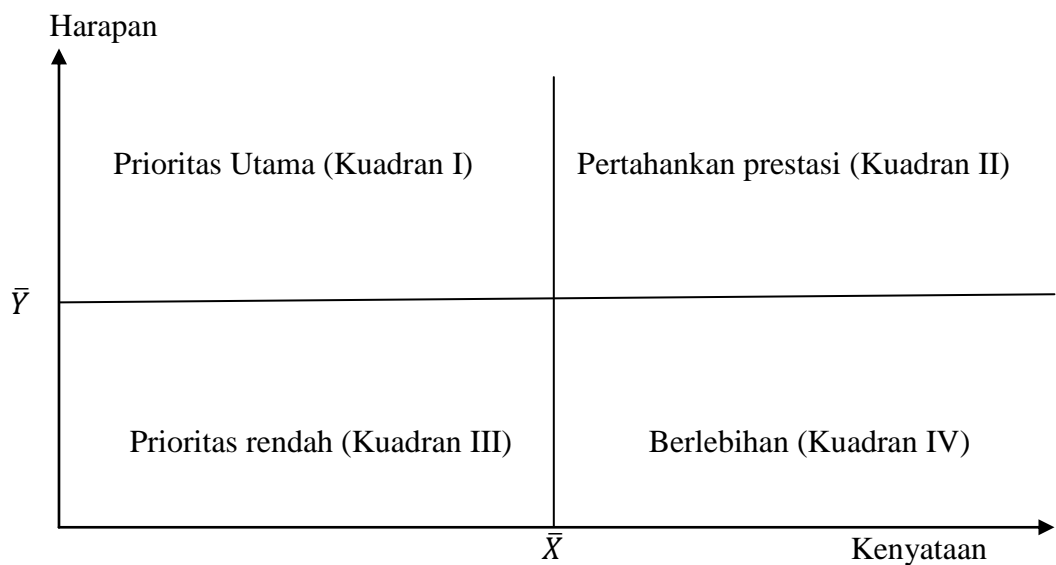 Harapan
Prioritas Utama (Kuadran I)
Pertahankan prestasi (Kuadran II)
Y̅
Prioritas rendah (Kuadran III)
Berlebihan (Kuadran IV)
X̅
Kenyataan